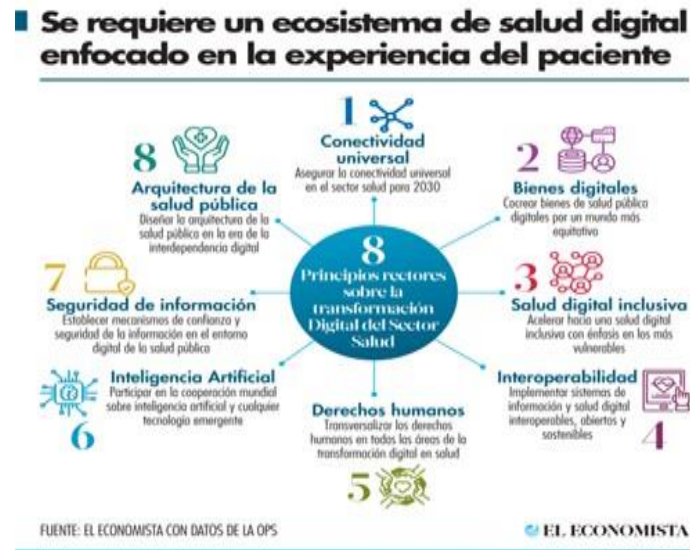 Se requiere un ecosistema de salud digital
enfocado en la experiencia del paciente
1
Conectividad
universal
Asegurar la conectividad universal
en el sector salud para 2030
2
Bienes digitales
Cocrear bienes de salud pública
digitales por un mundo más
equitativo
3
Salud digital inclusiva
Acelerar hacia una salud digital
inclusiva con énfasis en los más
vulnerables
Interoperabilidad
Implementar sistemas de
información y salud digital
interoperables, abiertos y
sostenibles
4
Derechos humanos
Transversalizar los derechos
humanos en todas las áreas de la
transformación digital en salud
5
Inteligencia Artificial
Participar en la cooperación mundial
sobre inteligencia artificial y cualquier
tecnología emergente
6
7
Seguridad de información
Establecer mecanismos de confianza y
seguridad de la información en el entorno
digital de la salud pública
8
Arquitectura de la
salud pública
Diseñar la arquitectura de la
salud pública en la era de la
interdependencia digital
8
Principios rectores
sobre la
transformación
Digital del Sector
Salud
FUENTE: EL ECONOMISTA CON DATOS DE LA OPS
EL ECONOMISTA